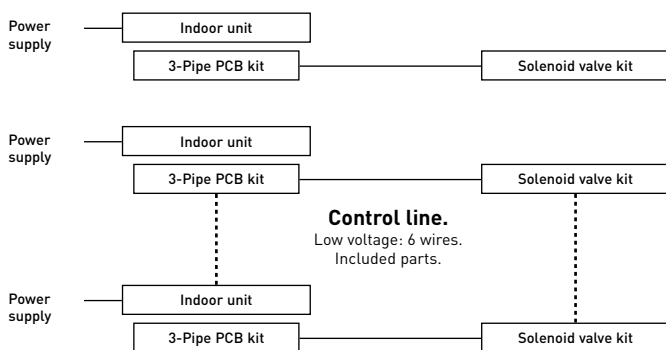 Power
supply
Indoor unit
3-Pipe PCB kit
Solenoid valve kit
Power
supply
Indoor unit
3-Pipe PCB kit
Solenoid valve kit
Control line.
Low voltage: 6 wires.
Included parts.
Power
supply
Indoor unit
3-Pipe PCB kit
Solenoid valve kit